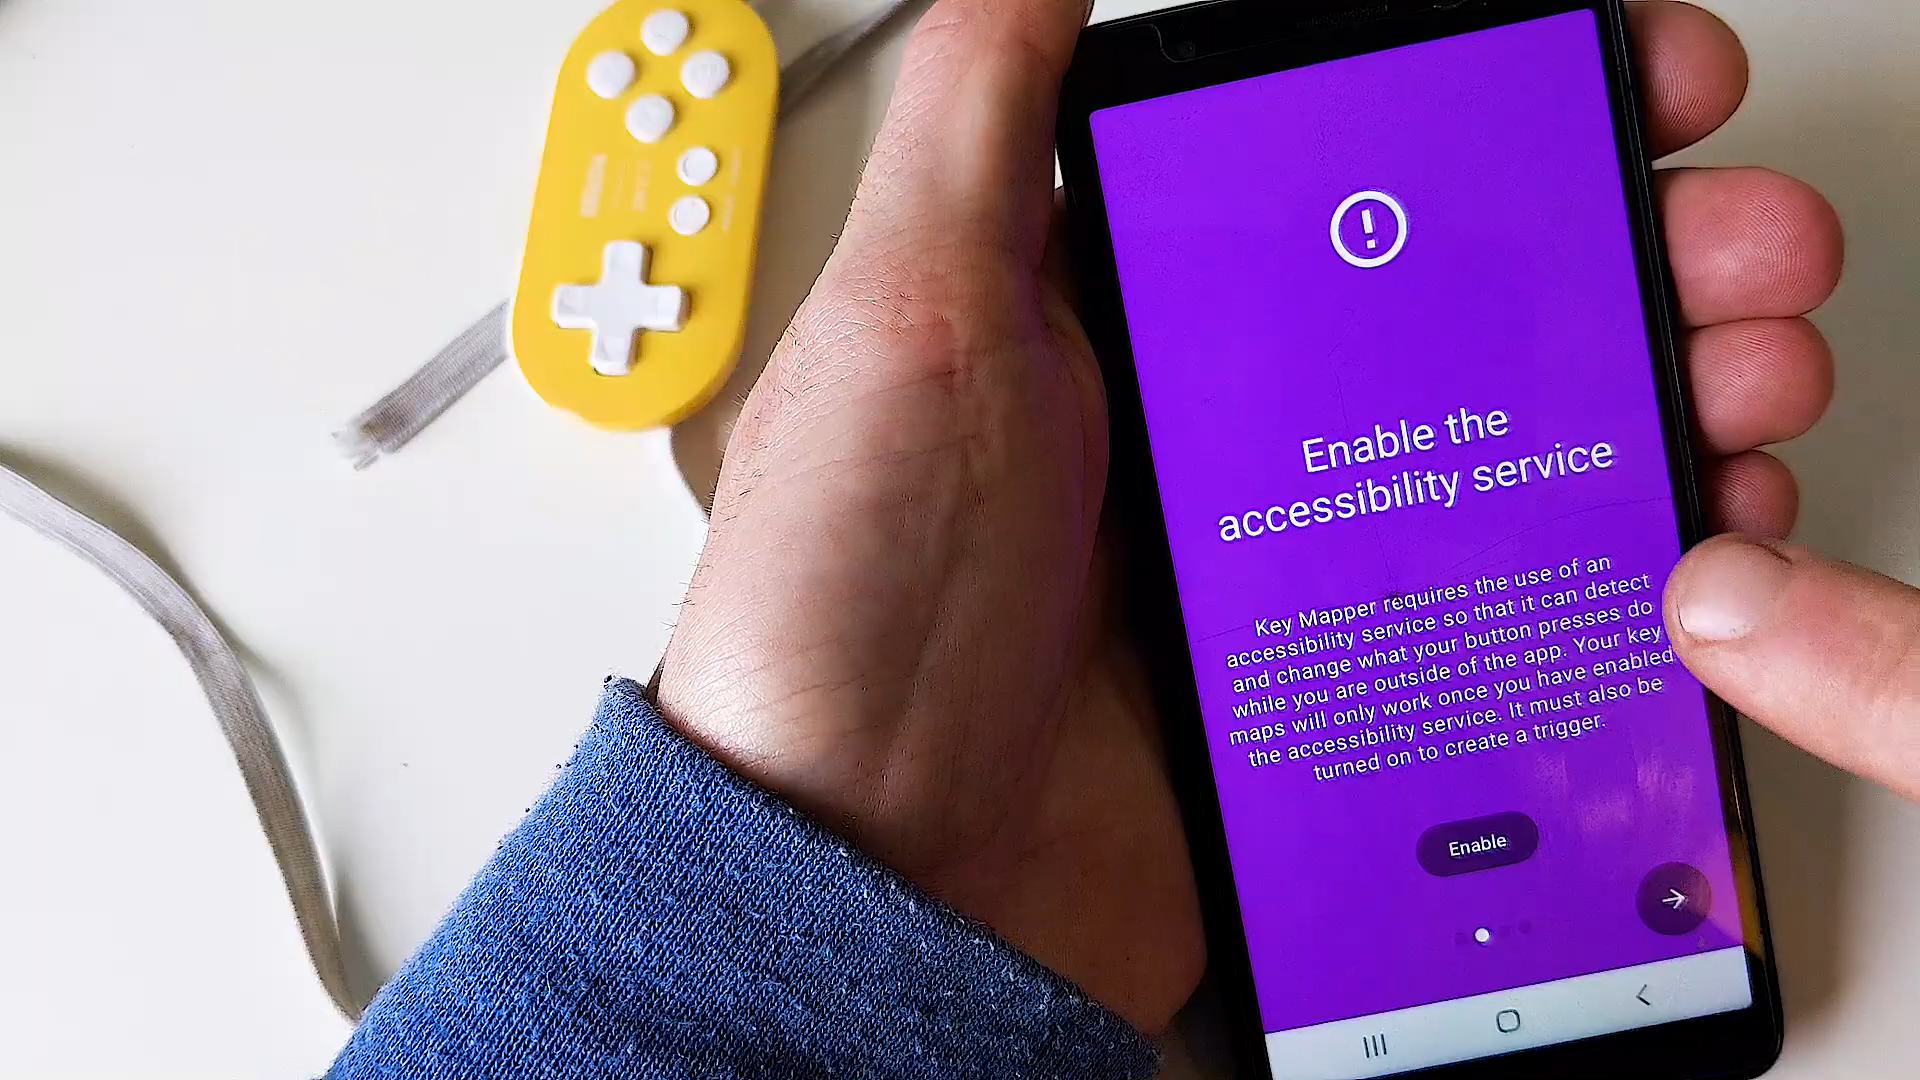 Enable the
accessibility service
Key Mapper requires the use of an
accessibility service so that it can detect
and change what your button presses do
while you are outside of the app. Your key
maps will only work once you have enabled
the accessibility service. It must also be
turned on to create a trigger.
Enable